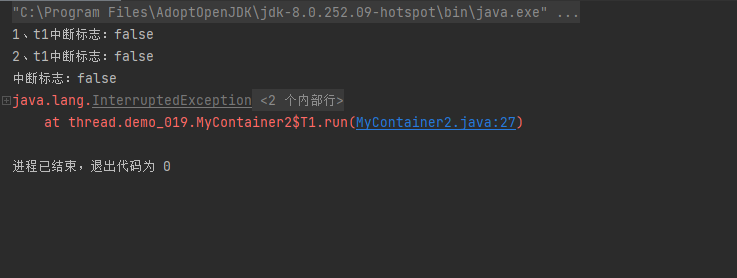 "C:\Program Files\AdoptOpenJDK\jdk-8.0.252.09-hotspot\bin\java.exe" ...
1、t1中断标志：false
2、t1中断标志：false
中断标志：false
java.lang.InterruptedException <2 个内部行>
    at thread.demo_019.MyContainer2$T1.run(MyContainer2.java:27)
进程已结束，退出代码为 0